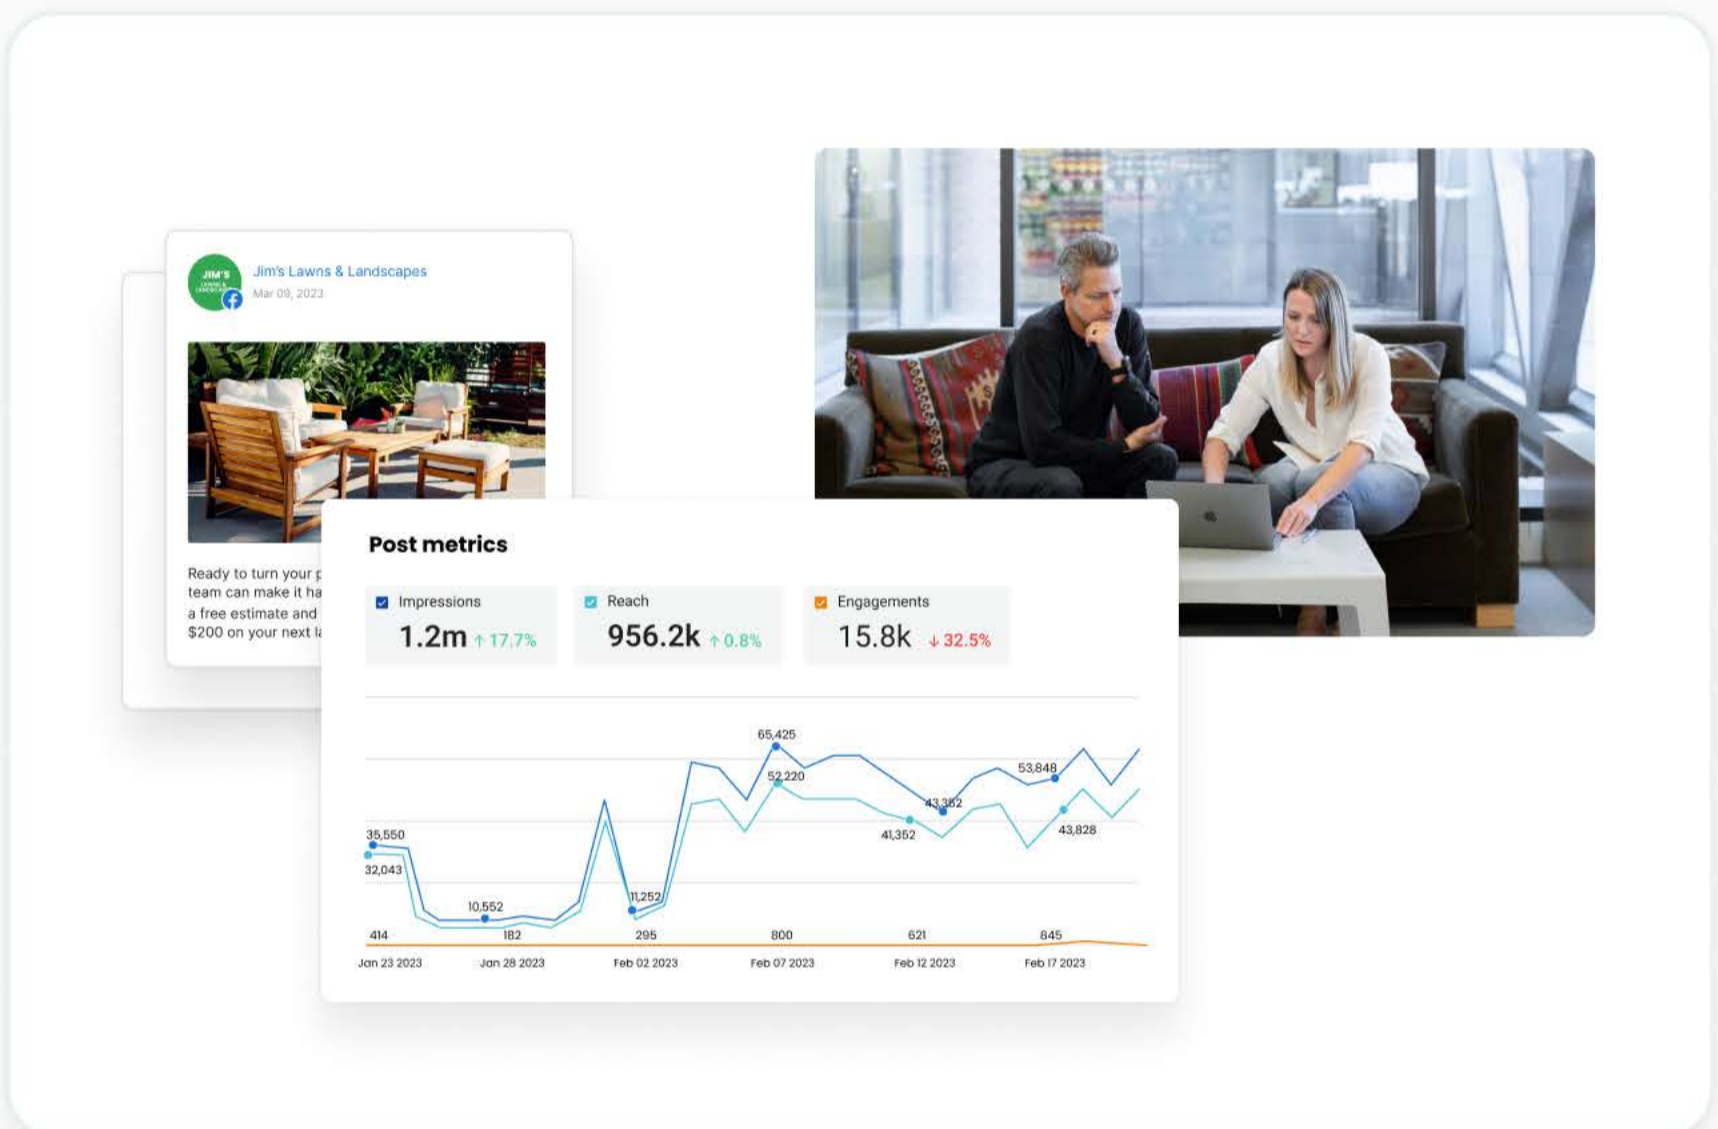 JIM'S
LAWNS &
Jim's Lawns & Landscapes
Mar 09, 2023
Ready to turn your
team can make it ha
a free estimate and
$200 on your next la
Post metrics
Impressions
1.2m ↑ 17.7%
Reach
956.2k ↑ 0.8%
Engagements
15.8k ↓ 32.5%
65,425
52,220
53,848
43,352
41,352
43,828
35,550
32,043
10,552
11,252
414 182 295 800 621 845
Jan 23 2023 Jan 28 2023 Feb 02 2023 Feb 07 2023 Feb 12 2023 Feb 17 2023